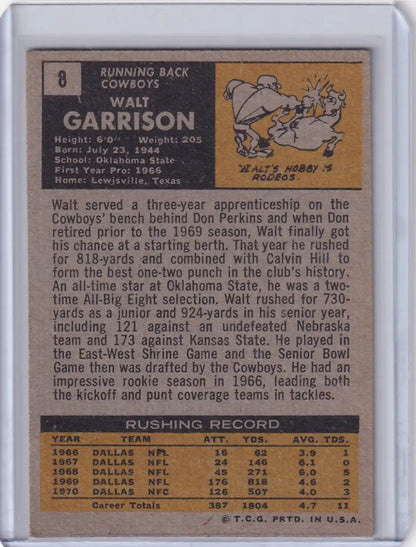 8
RUNNING BACK
COWBOYS
WALT
GARRISON
Height: 6'0" Weight: 205
Born: July 23, 1944
School: Oklahoma State
First Year Pro: 1966
Home: Lewisville, Texas
WALT'S HOBBY IS
RODEOS.
Walt served a three-year apprenticeship on the
Cowboys' bench behind Don Perkins and when Don
retired prior to the 1969 season, Walt finally got
his chance at a starting berth. That year he rushed
for 818-yards and combined with Calvin Hill to
form the best one-two punch in the club's history.
An all-time star at Oklahoma State, he was a two-
time All-Big Eight selection. Walt rushed for 730-
yards as a junior and 924-yards in his senior year,
including 121 against an undefeated Nebraska
team and 173 against Kansas State. He played in
the East-West Shrine Game and the Senior Bowl
Game then was drafted by the Cowboys. He had an
impressive rookie season in 1966, leading both
the kickoff and punt coverage teams in tackles.
RUSHING RECORD
YEAR TEAM ATT. YDS. AVG. TDS.
1966 DALLAS NFL 16 62 3.9 1
1967 DALLAS NFL 24 146 6.1 0
1968 DALLAS NFL 45 271 6.0 5
1969 DALLAS NFL 176 818 4.6 2
1970 DALLAS NFC 126 507 4.0 3
Career Totals 387 1804 4.7 11
© T.C.G. PRTD. IN U.S.A.